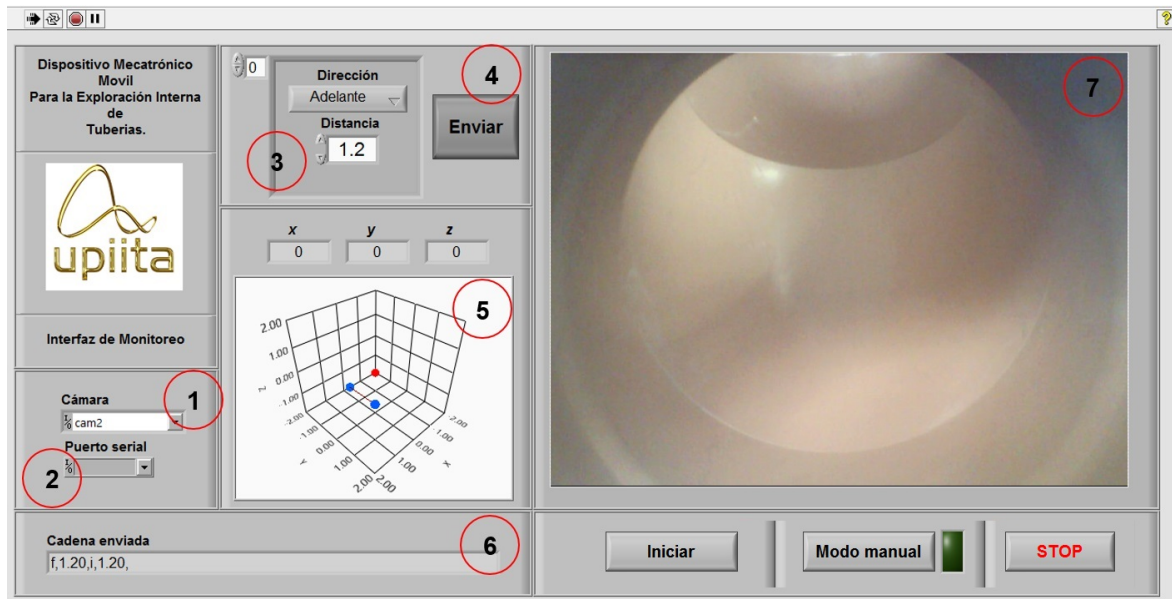 Dispositivo Mecatrónico
Movil
Para la Exploración Interna
de
Tuberias.
upiita
Interfaz de Monitoreo
Cámara
1
cam2
Puerto serial
2
0
Dirección
Adelante
Distancia
1.2
3
4
Enviar
x y z
0 0 0
5
2.00
1.00
0.00
-1.00
-2.00
-1.00
0.00
1.00
2.00
-2.00
-1.00
0.00
1.00
2.00
Z
Y
X
Cadena enviada
f,1.20,i,1.20,
6
7
Iniciar
Modo manual
STOP